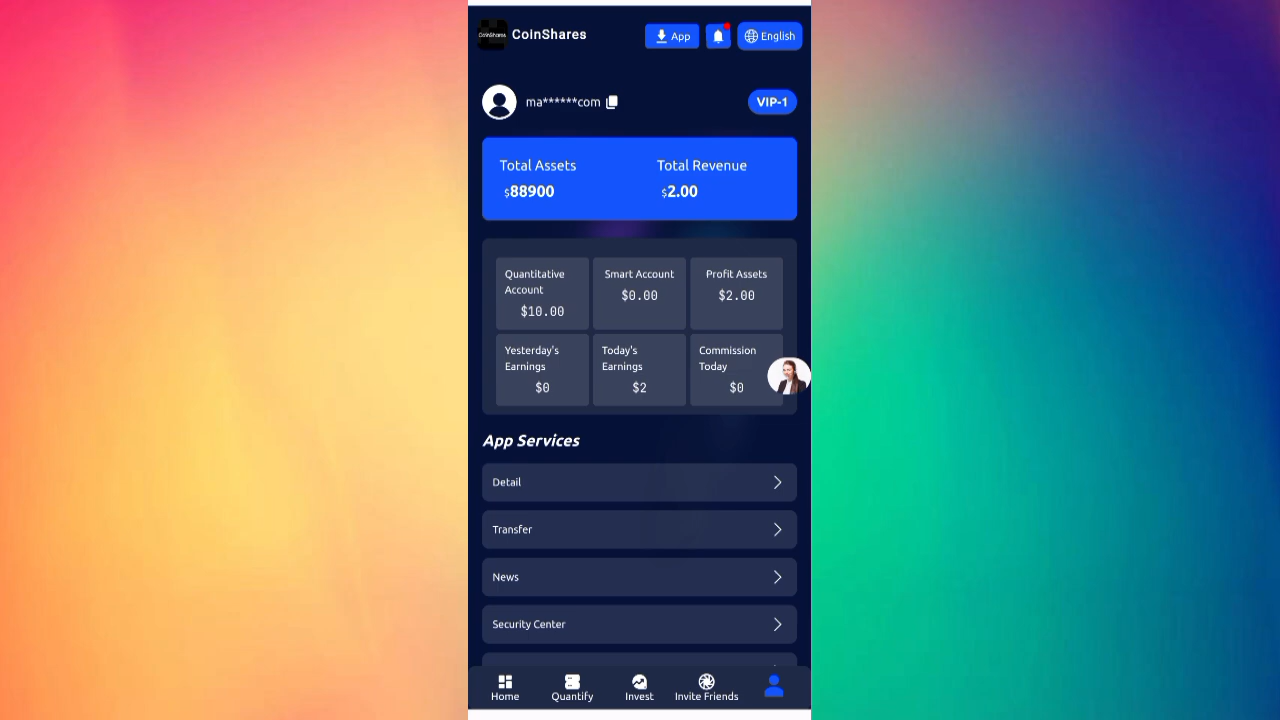 CoinShares
CoinShares
App
English
ma******com
VIP-1
Total Assets
Total Revenue
$88900
$2.00
Quantitative Account
$10.00
Smart Account
$0.00
Profit Assets
$2.00
Yesterday's Earnings
$0
Today's Earnings
$2
Commission Today
$0
App Services
Detail
Transfer
News
Security Center
Home
Quantify
Invest
Invite Friends